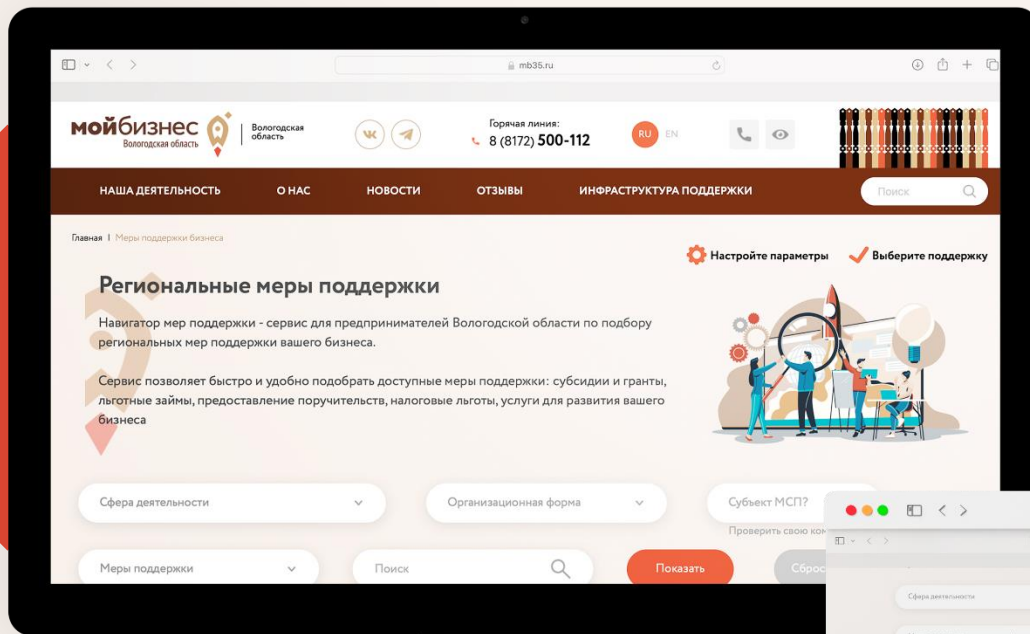 mb35.ru
мойбизнес
Вологодская область
Вологодская
область
Горячая линия:
8 (8172) 500-112
RU EN
НАША ДЕЯТЕЛЬНОСТЬ О НАС НОВОСТИ ОТЗЫВЫ ИНФРАСТРУКТУРА ПОДДЕРЖКИ Поиск
Главная I Меры поддержки бизнеса
Настройте параметры Выберите поддержку
Региональные меры поддержки
Навигатор мер поддержки - сервис для предпринимателей Вологодской области по подбору
региональных мер поддержки вашего бизнеса.
Сервис позволяет быстро и удобно подобрать доступные меры поддержки: субсидии и гранты,
льготные займы, предоставление поручительств, налоговые льготы, услуги для развития вашего
бизнеса
Сфера деятельности Организационная форма Субъект МСП?
Проверить свою ком
Меры поддержки Поиск Показать Сброс
Сфера деятельности